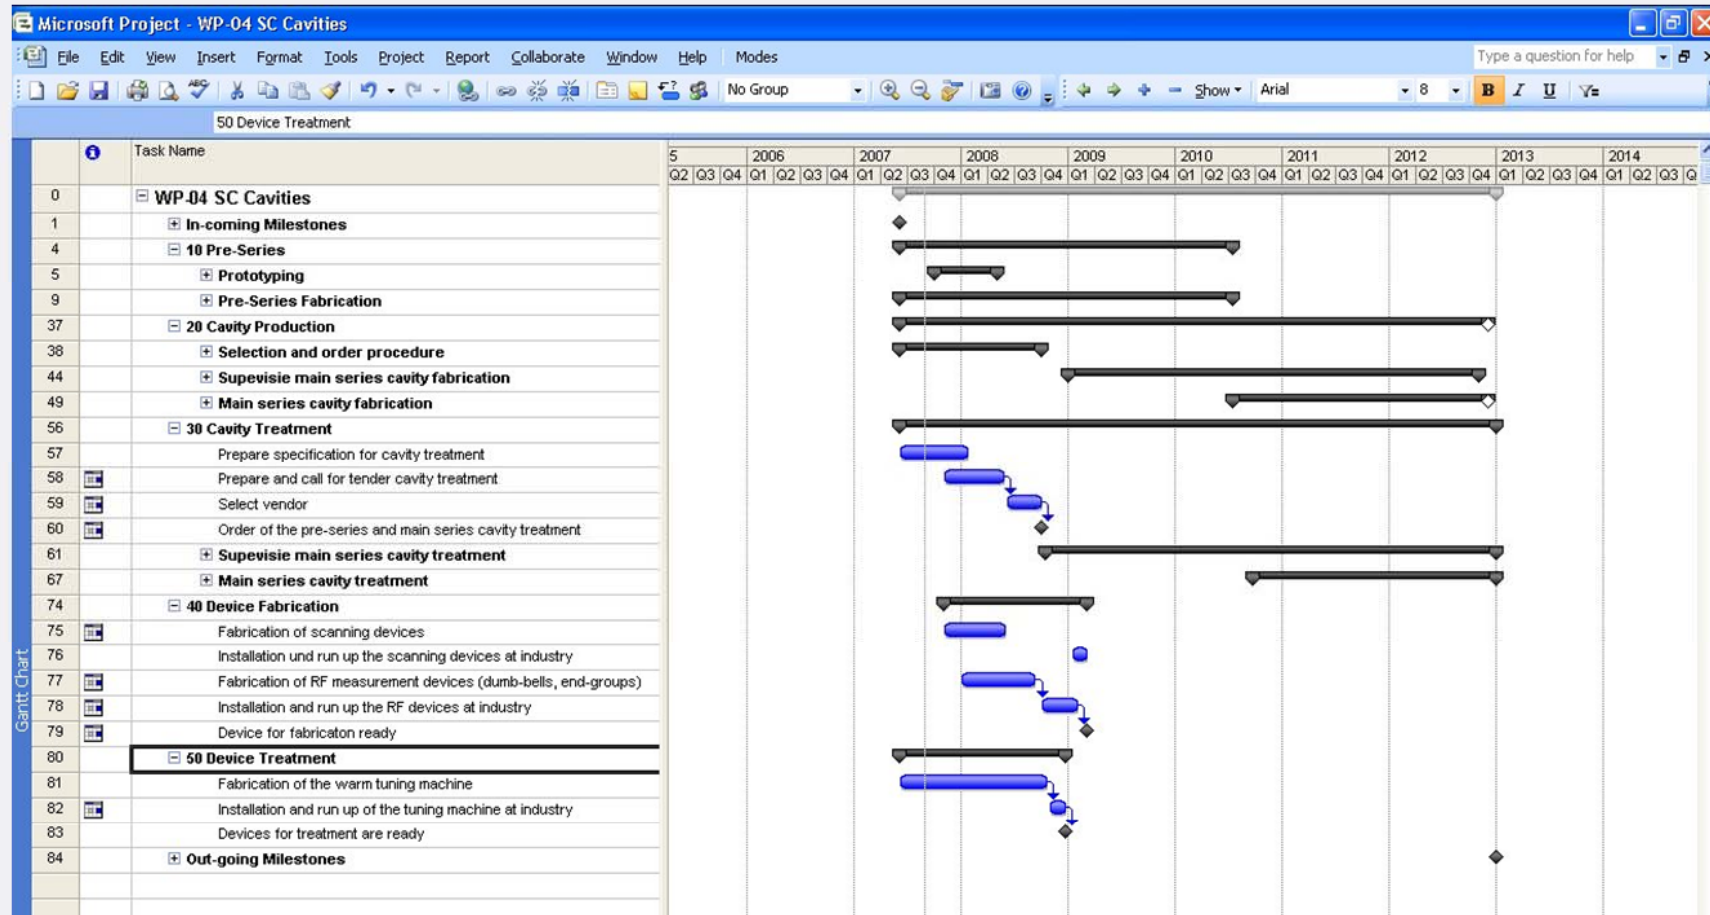 Microsoft Project - WP-04 SC Cavities
File Edit View Insert Format Tools Project Report Collaborate Window Help Modes Type a question for help
No Group Show Arial 8 B I U
50 Device Treatment
Task Name
5 2006 2007 2008 2009 2010 2011 2012 2013 2014
Q2 Q3 Q4 Q1 Q2 Q3 Q4 Q1 Q2 Q3 Q4 Q1 Q2 Q3 Q4 Q1 Q2 Q3 Q4 Q1 Q2 Q3 Q4 Q1 Q2 Q3 Q4 Q1 Q2 Q3 Q4 Q1 Q2 Q3 Q4 Q1 Q2 Q3 Q
0 WP-04 SC Cavities
1 In-coming Milestones
4 10 Pre-Series
5 Prototyping
9 Pre-Series Fabrication
37 20 Cavity Production
38 Selection and order procedure
44 Supevisie main series cavity fabrication
49 Main series cavity fabrication
56 30 Cavity Treatment
57 Prepare specification for cavity treatment
58 Prepare and call for tender cavity treatment
59 Select vendor
60 Order of the pre-series and main series cavity treatment
61 Supevisie main series cavity treatment
67 Main series cavity treatment
74 40 Device Fabrication
75 Fabrication of scanning devices
76 Installation und run up the scanning devices at industry
77 Fabrication of RF measurement devices (dumb-bells, end-groups)
78 Installation and run up the RF devices at industry
79 Device for fabricaton ready
80 50 Device Treatment
81 Fabrication of the warm tuning machine
82 Installation and run up of the tuning machine at industry
83 Devices for treatment are ready
84 Out-going Milestones
Gantt Chart